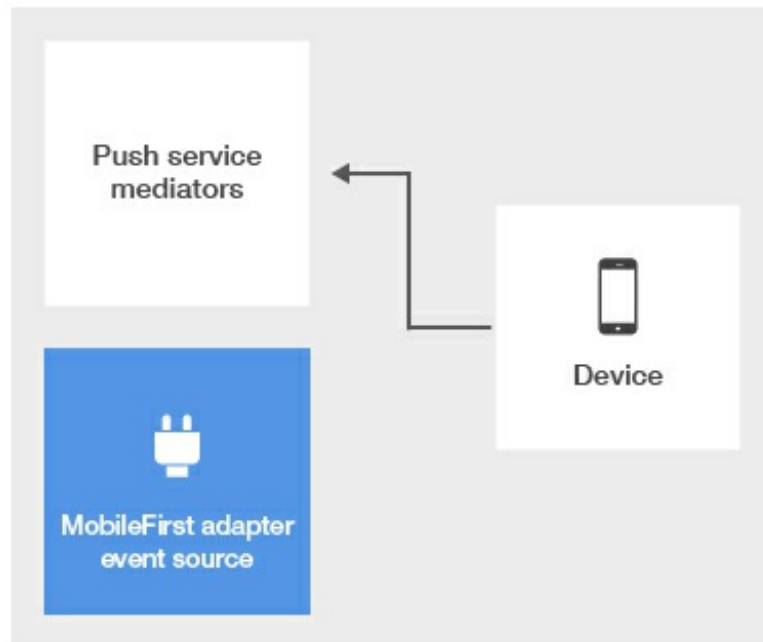 Push service
mediators
Device
MobileFirst adapter
event source